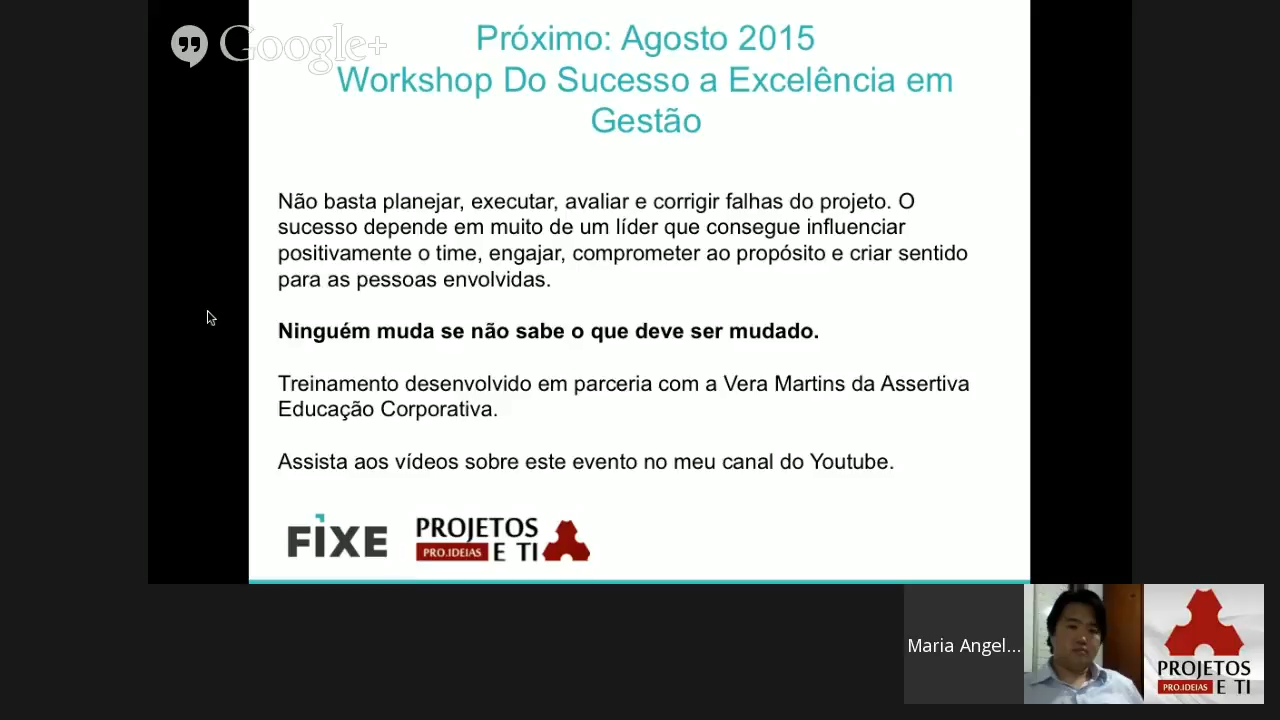 Google+
Próximo: Agosto 2015
Workshop Do Sucesso a Excelência em
Gestão
Não basta planejar, executar, avaliar e corrigir falhas do projeto. O
sucesso depende em muito de um líder que consegue influenciar
positivamente o time, engajar, comprometer ao propósito e criar sentido
para as pessoas envolvidas.
Ninguém muda se não sabe o que deve ser mudado.
Treinamento desenvolvido em parceria com a Vera Martins da Assertiva
Educação Corporativa.
Assista aos vídeos sobre este evento no meu canal do Youtube.
FIXE
PROJETOS
PRO.IDEIAS E TI
Maria Angel...
PROJETOS
PRO.IDEIAS E TI